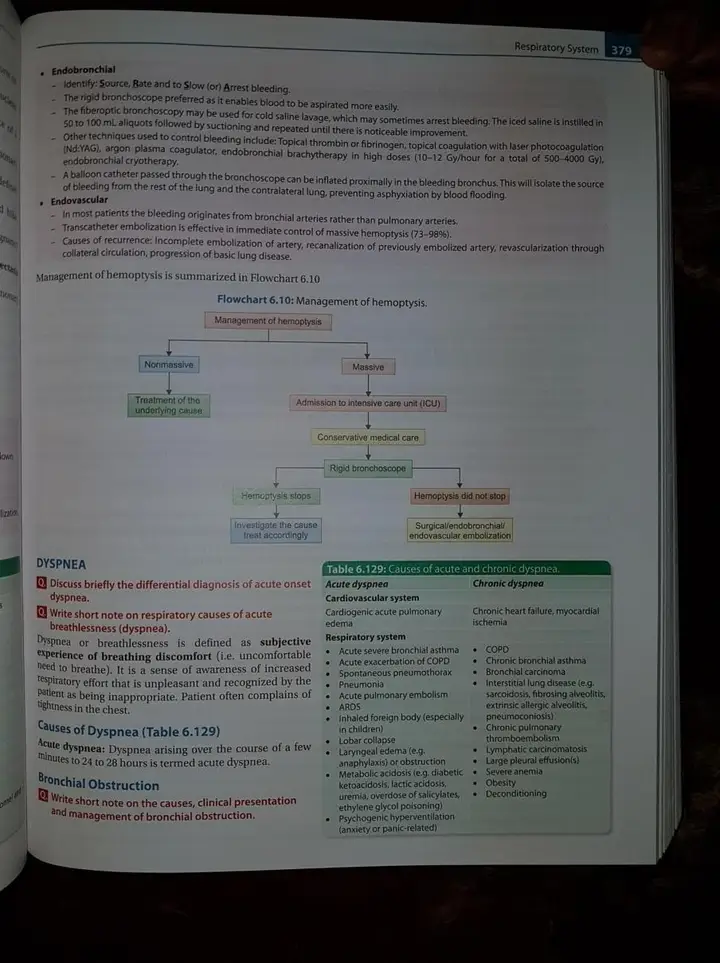 Respiratory System 379
• Endobronchial
– Identify: Source, Rate and to Slow (or) Arrest bleeding.
– The rigid bronchoscope preferred as it enables blood to be aspirated more easily.
– The fiberoptic bronchoscopy may be used for cold saline lavage, which may sometimes arrest bleeding. The iced saline is instilled in
50 to 100 mL aliquots followed by suctioning and repeated until there is noticeable improvement.
– Other techniques used to control bleeding include: Topical thrombin or fibrinogen, topical coagulation with laser photocoagulation
(Nd:YAG), argon plasma coagulator, endobronchial brachytherapy in high doses (10–12 Gy/hour for a total of 500–4000 Gy),
endobronchial cryotherapy.
– A balloon catheter passed through the bronchoscope can be inflated proximally in the bleeding bronchus. This will isolate the source
of bleeding from the rest of the lung and the contralateral lung, preventing asphyxiation by blood flooding.
• Endovascular
– In most patients the bleeding originates from bronchial arteries rather than pulmonary arteries.
– Transcatheter embolization is effective in immediate control of massive hemoptysis (73–98%).
– Causes of recurrence: Incomplete embolization of artery, recanalization of previously embolized artery, revascularization through
collateral circulation, progression of basic lung disease.
Management of hemoptysis is summarized in Flowchart 6.10
Flowchart 6.10: Management of hemoptysis.
Management of hemoptysis
Nonmassive
Massive
Treatment of the
underlying cause
Admission to intensive care unit (ICU)
Conservative medical care
Rigid bronchoscope
Hemoptysis stops
Hemoptysis did not stop
Investigate the cause
treat accordingly
Surgical/endobronchial/
endovascular embolization
DYSPNEA
Q Discuss briefly the differential diagnosis of acute onset
dyspnea.
Q Write short note on respiratory causes of acute
breathlessness (dyspnea).
Dyspnea or breathlessness is defined as subjective
experience of breathing discomfort (i.e. uncomfortable
need to breathe). It is a sense of awareness of increased
respiratory effort that is unpleasant and recognized by the
patient as being inappropriate. Patient often complains of
tightness in the chest.
Causes of Dyspnea (Table 6.129)
Acute dyspnea: Dyspnea arising over the course of a few
minutes to 24 to 28 hours is termed acute dyspnea.
Bronchial Obstruction
Q Write short note on the causes, clinical presentation
and management of bronchial obstruction.
Table 6.129: Causes of acute and chronic dyspnea.
Acute dyspnea
Chronic dyspnea
Cardiovascular system
Cardiogenic acute pulmonary
edema
Chronic heart failure, myocardial
ischemia
Respiratory system
• Acute severe bronchial asthma
• Acute exacerbation of COPD
• Spontaneous pneumothorax
• Pneumonia
• Acute pulmonary embolism
• ARDS
• Inhaled foreign body (especially
in children)
• Lobar collapse
• Laryngeal edema (e.g.
anaphylaxis) or obstruction
• Metabolic acidosis (e.g. diabetic
ketoacidosis, lactic acidosis,
uremia, overdose of salicylates,
ethylene glycol poisoning)
• Psychogenic hyperventilation
(anxiety or panic-related)
• COPD
• Chronic bronchial asthma
• Bronchial carcinoma
• Interstitial lung disease (e.g.
sarcoidosis, fibrosing alveolitis,
extrinsic allergic alveolitis,
pneumoconiosis)
• Chronic pulmonary
thromboembolism
• Lymphatic carcinomatosis
• Large pleural effusion(s)
• Severe anemia
• Obesity
• Deconditioning